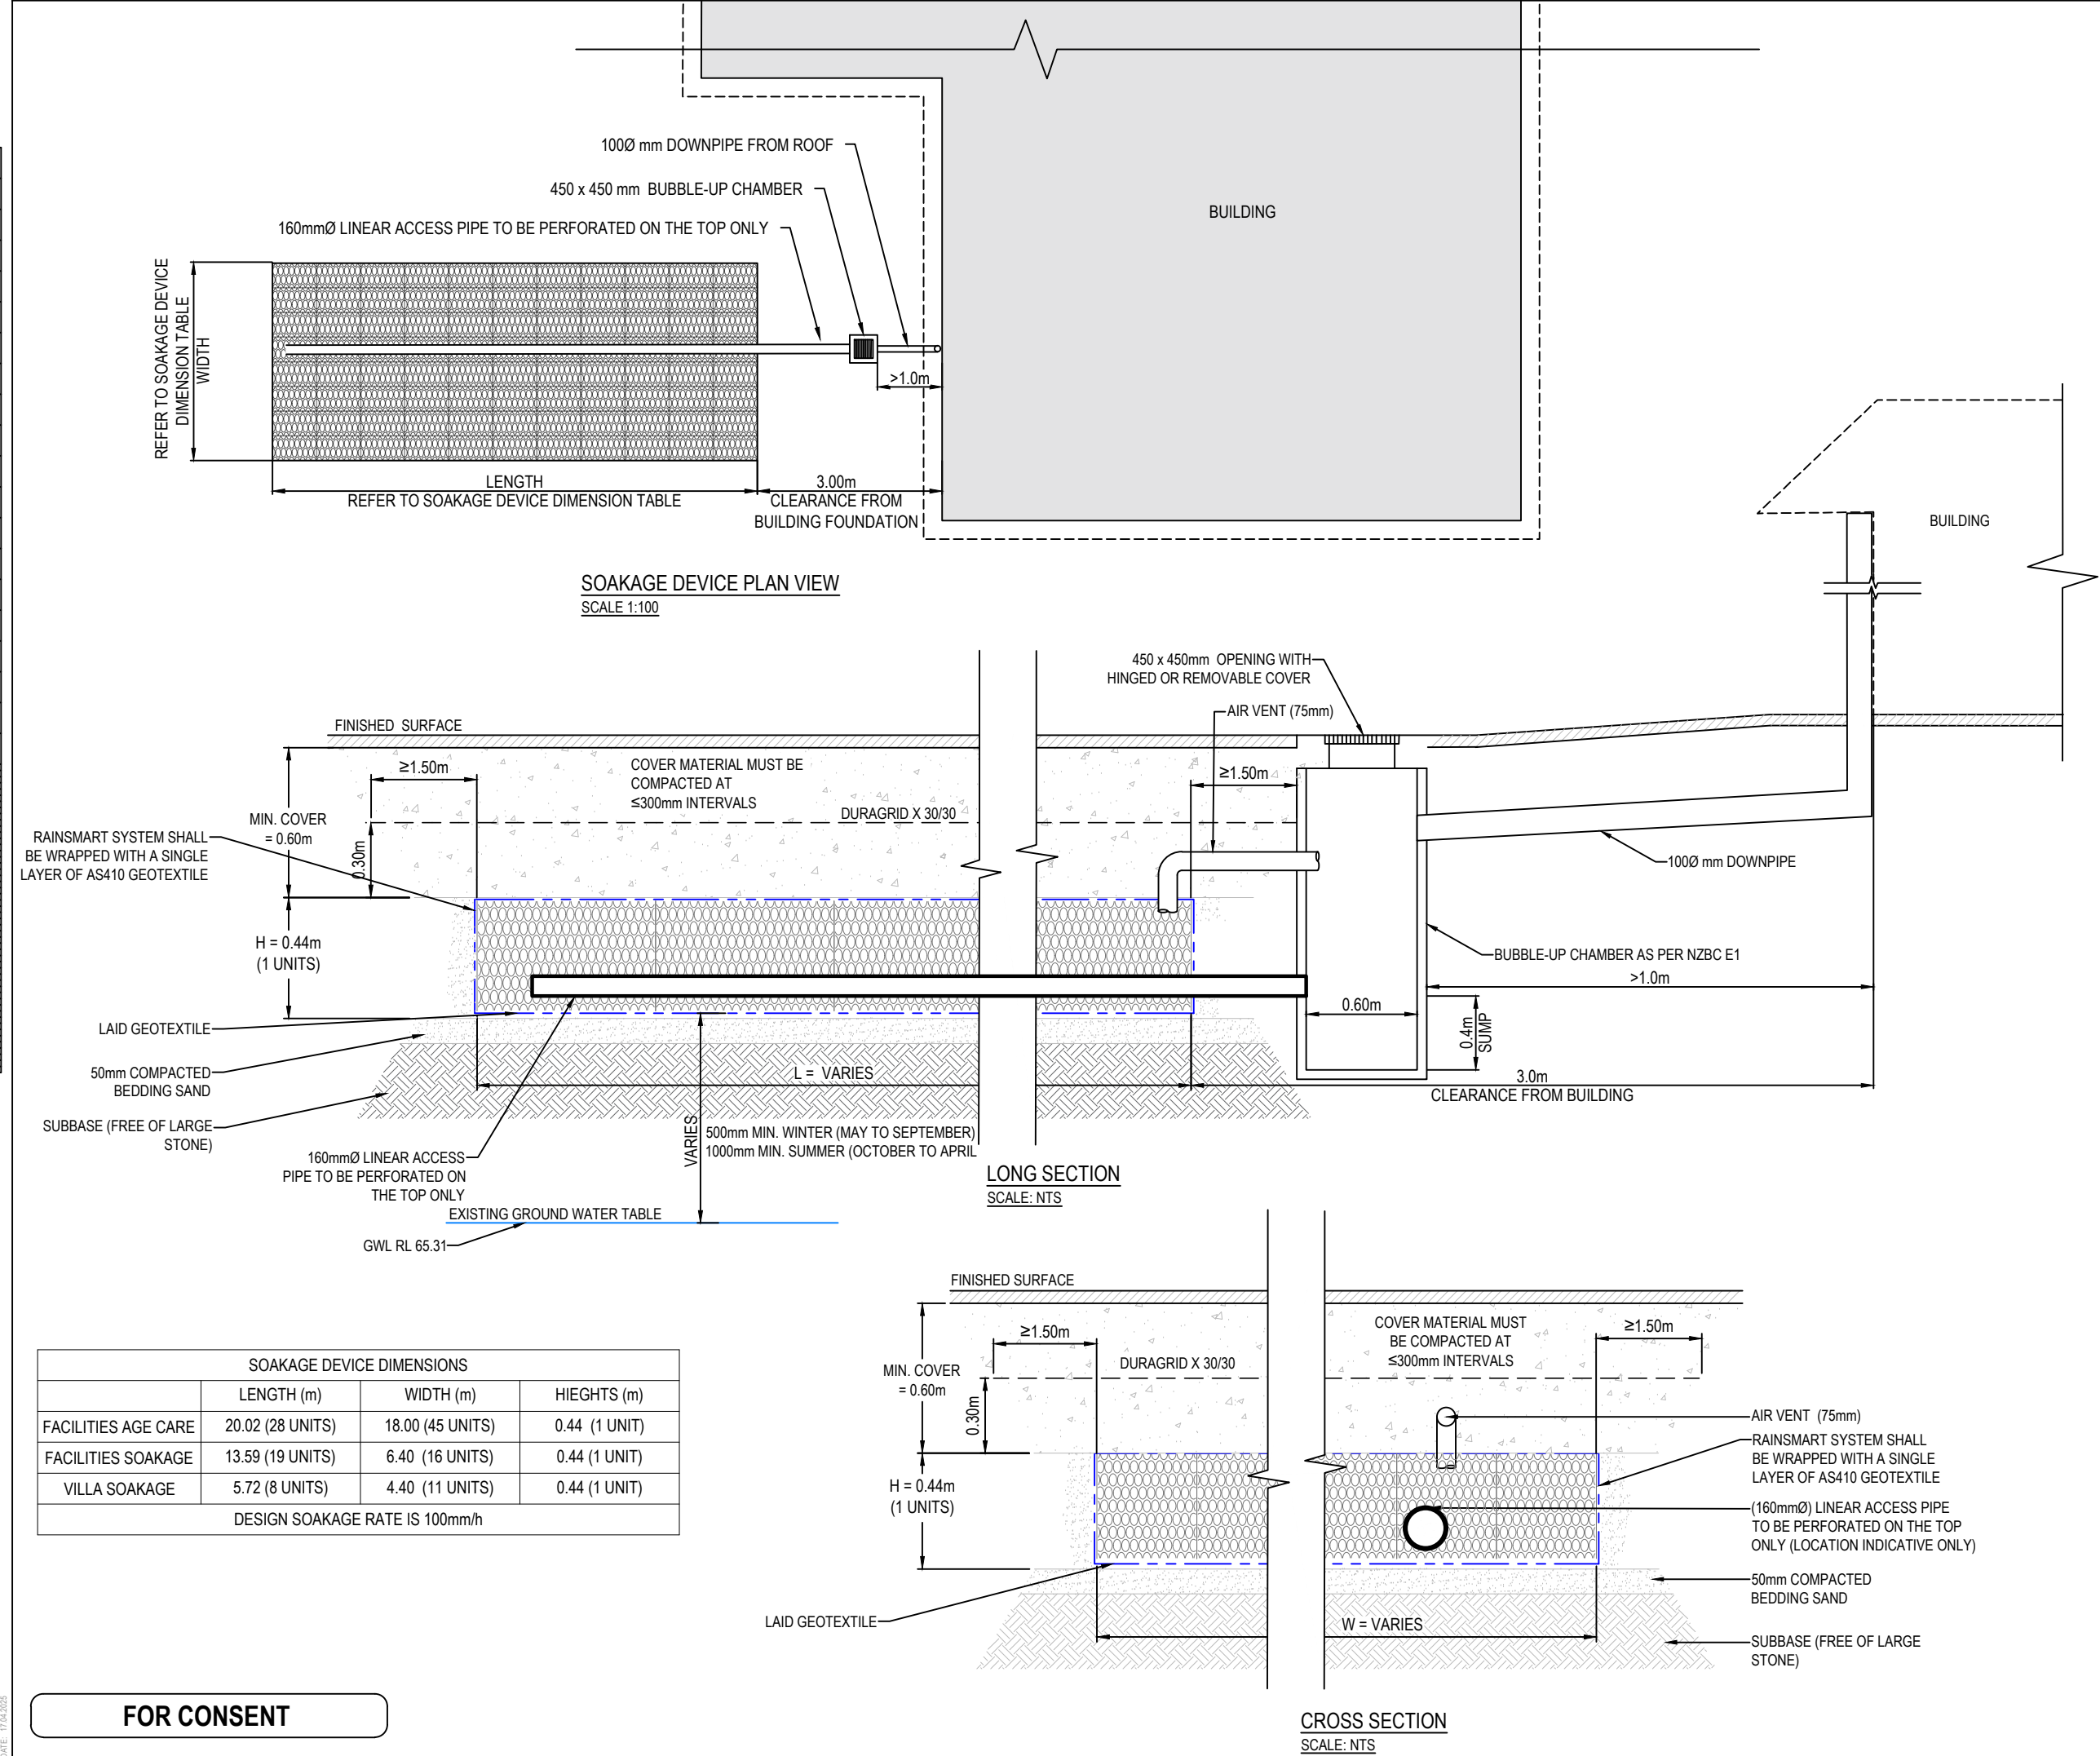 100Ø mm DOWNPIPE FROM ROOF
450 x 450 mm BUBBLE-UP CHAMBER
160mmØ LINEAR ACCESS PIPE TO BE PERFORATED ON THE TOP ONLY
BUILDING
REFER TO SOAKAGE DEVICE
DIMENSION TABLE
WIDTH
>1.0m
LENGTH
REFER TO SOAKAGE DEVICE DIMENSION TABLE
3.00m
CLEARANCE FROM
BUILDING FOUNDATION
BUILDING
SOAKAGE DEVICE PLAN VIEW
SCALE 1:100
450 x 450mm OPENING WITH
HINGED OR REMOVABLE COVER
AIR VENT (75mm)
FINISHED SURFACE
≥1.50m
COVER MATERIAL MUST BE
COMPACTED AT
≤300mm INTERVALS
≥1.50m
DURAGRID X 30/30
MIN. COVER
= 0.60m
0.30m
RAINSMART SYSTEM SHALL
BE WRAPPED WITH A SINGLE
LAYER OF AS410 GEOTEXTILE
100Ø mm DOWNPIPE
H = 0.44m
(1 UNITS)
BUBBLE-UP CHAMBER AS PER NZBC E1
>1.0m
0.60m
0.4m
SUMP
LAID GEOTEXTILE
50mm COMPACTED
BEDDING SAND
L = VARIES
3.0m
CLEARANCE FROM BUILDING
SUBBASE (FREE OF LARGE
STONE)
VARIES
500mm MIN. WINTER (MAY TO SEPTEMBER)
1000mm MIN. SUMMER (OCTOBER TO APRIL
160mmØ LINEAR ACCESS
PIPE TO BE PERFORATED ON
THE TOP ONLY
LONG SECTION
SCALE: NTS
EXISTING GROUND WATER TABLE
GWL RL 65.31
FINISHED SURFACE
≥1.50m
COVER MATERIAL MUST
BE COMPACTED AT
≤300mm INTERVALS
≥1.50m
DURAGRID X 30/30
MIN. COVER
= 0.60m
0.30m
AIR VENT (75mm)
RAINSMART SYSTEM SHALL
BE WRAPPED WITH A SINGLE
LAYER OF AS410 GEOTEXTILE
H = 0.44m
(1 UNITS)
(160mmØ) LINEAR ACCESS PIPE
TO BE PERFORATED ON THE TOP
ONLY (LOCATION INDICATIVE ONLY)
50mm COMPACTED
BEDDING SAND
LAID GEOTEXTILE
W = VARIES
SUBBASE (FREE OF LARGE
STONE)
CROSS SECTION
SCALE: NTS
SOAKAGE DEVICE DIMENSIONS
LENGTH (m) WIDTH (m) HIEGHTS (m)
FACILITIES AGE CARE 20.02 (28 UNITS) 18.00 (45 UNITS) 0.44 (1 UNIT)
FACILITIES SOAKAGE 13.59 (19 UNITS) 6.40 (16 UNITS) 0.44 (1 UNIT)
VILLA SOAKAGE 5.72 (8 UNITS) 4.40 (11 UNITS) 0.44 (1 UNIT)
DESIGN SOAKAGE RATE IS 100mm/h
FOR CONSENT
DATE: 17.04.2025